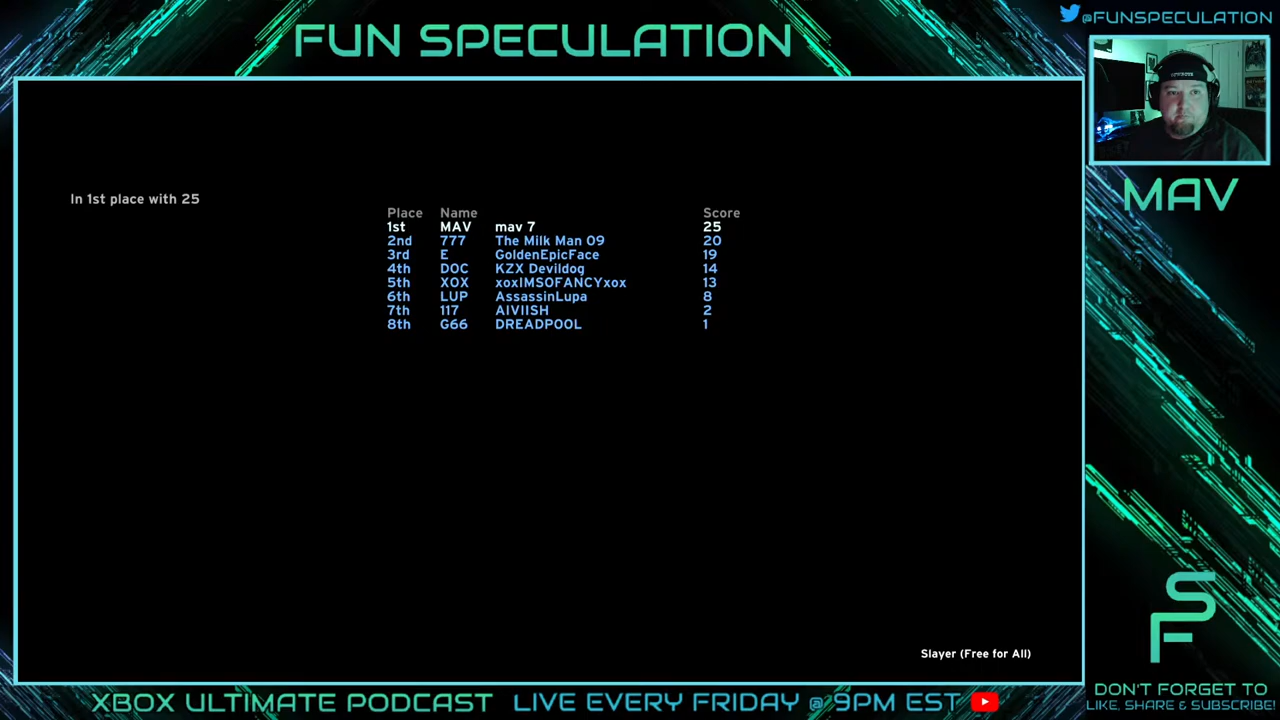 FUN SPECULATION
@FUNSPECULATION
MAV
In 1st place with 25
Place Name Score
1st MAV mav 7 25
2nd 777 The Milk Man 09 20
3rd E GoldenEpicFace 19
4th DOC KZX Devildog 14
5th XOX xoxIMSOFANCYxox 13
6th LUP AssassinLupa 8
7th 117 AIVIISH 2
8th G66 DREADPOOL 1
Slayer (Free for All)
SF
XBOX ULTIMATE PODCAST LIVE EVERY FRIDAY @ 9PM EST
DON'T FORGET TO
LIKE, SHARE & SUBSCRIBE!